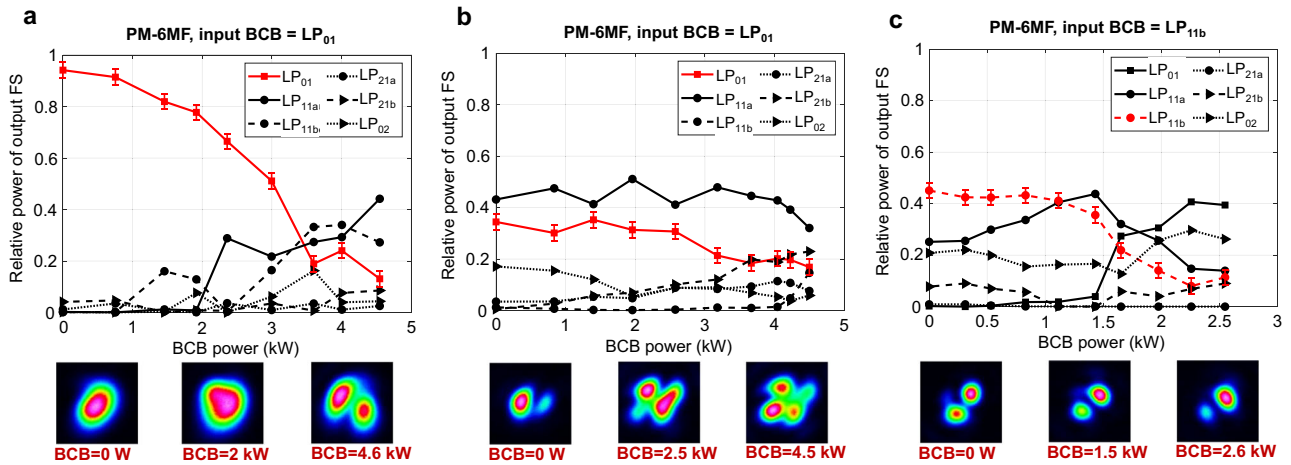 a
PM-6MF, input BCB = LP01
Relative power of output FS
1
0.8
0.6
0.4
0.2
0
LP01
LP11a
LP11b
LP21a
LP21b
LP02
0 1 2 3 4 5
BCB power (kW)
BCB=0 W BCB=2 kW BCB=4.6 kW
b
PM-6MF, input BCB = LP01
Relative power of output FS
1
0.8
0.6
0.4
0.2
0
LP01
LP11a
LP11b
LP21a
LP21b
LP02
0 1 2 3 4 5
BCB power (kW)
BCB=0 W BCB=2.5 kW BCB=4.5 kW
c
PM-6MF, input BCB = LP11b
Relative power of output FS
1
0.8
0.6
0.4
0.2
0
LP01
LP11a
LP11b
LP21a
LP21b
LP02
0 0.5 1 1.5 2 2.5 3
BCB power (kW)
BCB=0 W BCB=1.5 kW BCB=2.6 kW